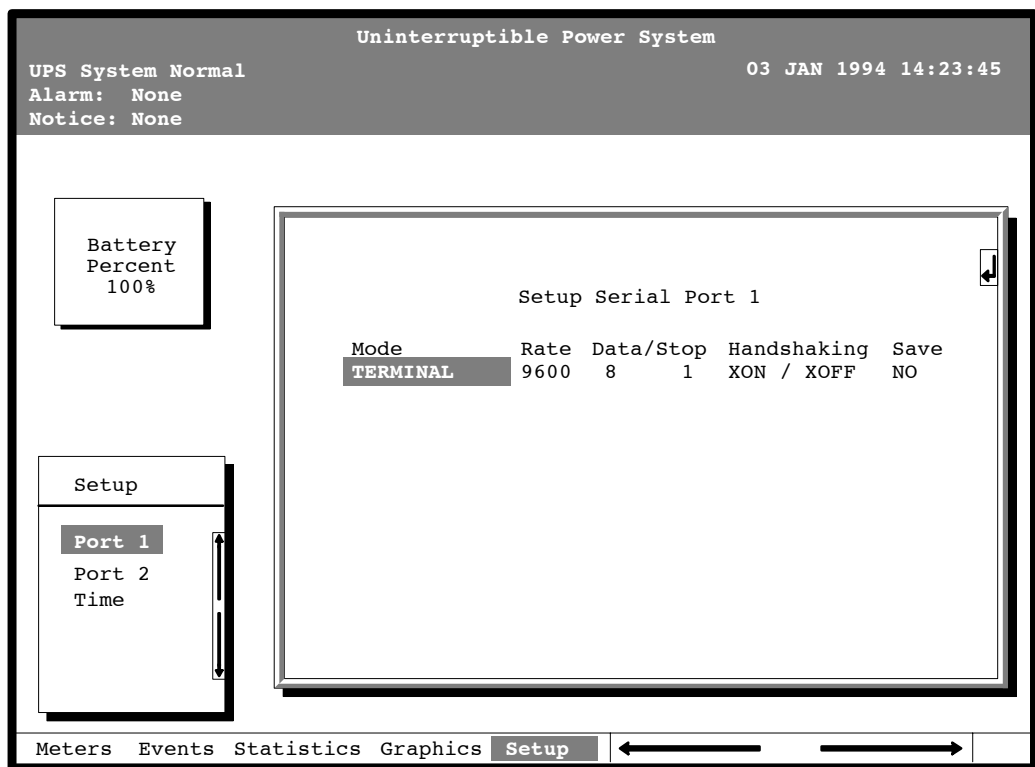 Uninterruptible Power System
UPS System Normal 03 JAN 1994 14:23:45
Alarm: None
Notice: None
Battery
Percent
100%
Setup Serial Port 1
Mode Rate Data/Stop Handshaking Save
TERMINAL 9600 8 1 XON / XOFF NO
Setup
Port 1
Port 2
Time
Meters Events Statistics Graphics Setup